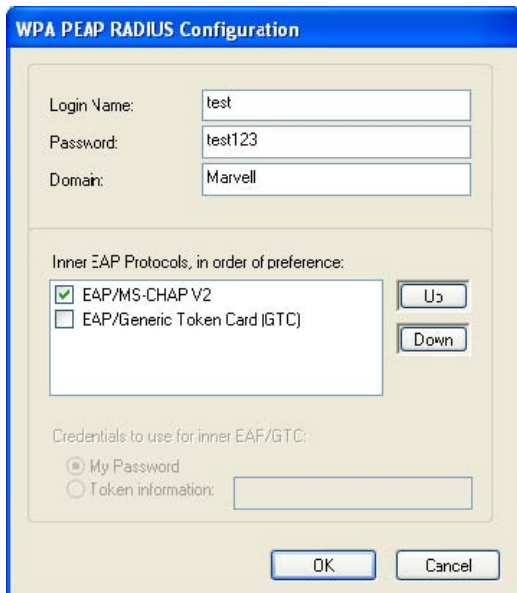 WPA PEAP RADIUS Configuration
Login Name: test
Password: test123
Domain: Marvell
Inner EAP Protocols, in order of preference:
EAP/MS-CHAP V2
Up
EAP/Generic Token Card (GTC)
Down
Credentials to use for inner EAP/GTC:
My Password
Token information:
OK
Cancel